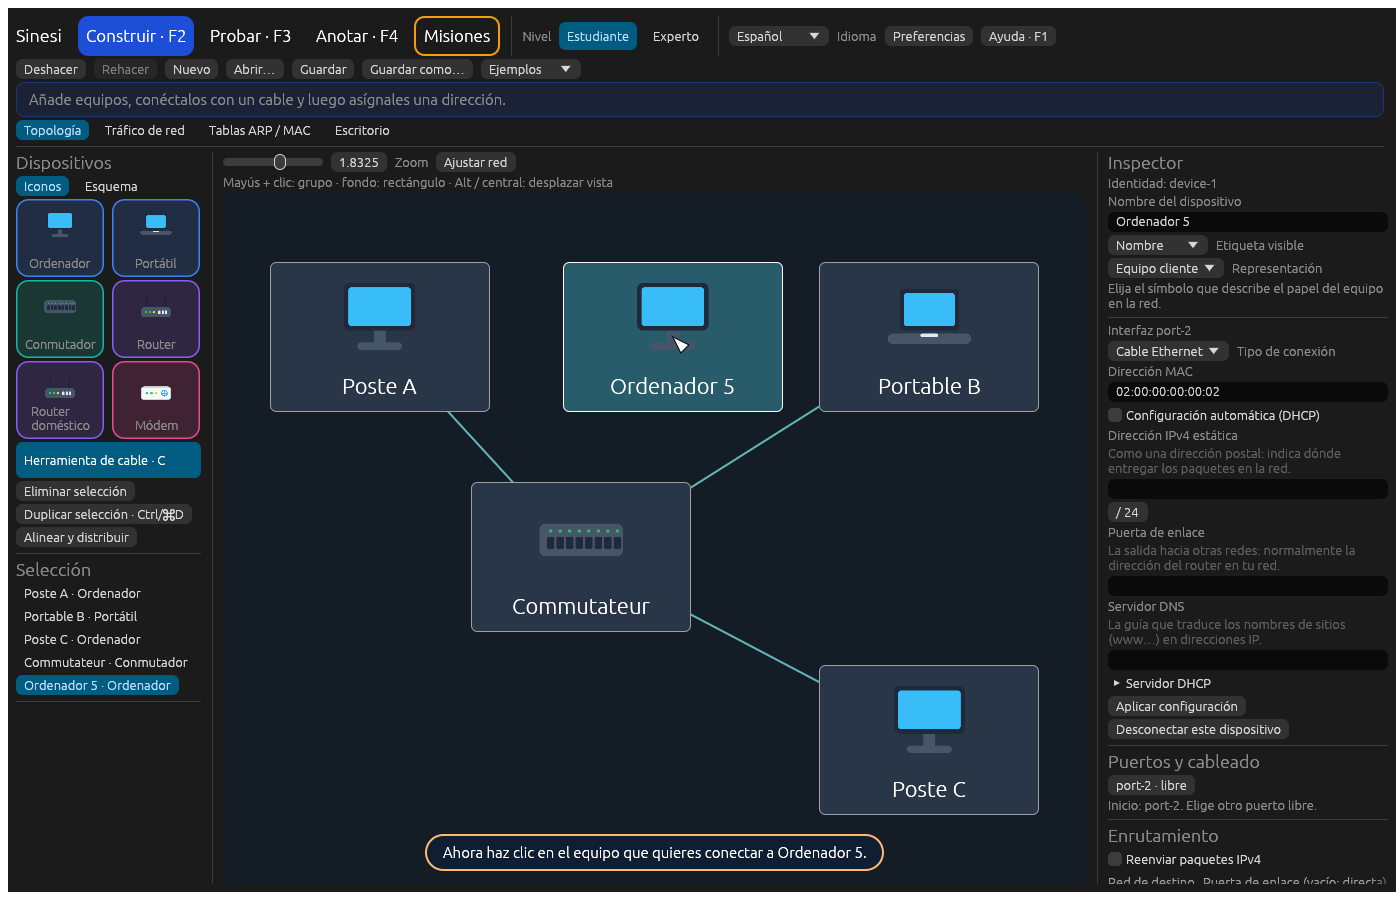 Sinesi Construir · F2 Probar · F3 Anotar · F4 Misiones Nivel Estudiante Experto Español Idioma Preferencias Ayuda · F1
Deshacer Rehacer Nuevo Abrir... Guardar Guardar como... Ejemplos
Añade equipos, conéctalos con un cable y luego asígnales una dirección.
Topología Tráfico de red Tablas ARP / MAC Escritorio
Dispositivos
Iconos Esquema
Ordenador Portátil
Conmutador Router
Router doméstico Módem
Herramienta de cable · C
Eliminar selección
Duplicar selección · Ctrl/⌘D
Alinear y distribuir
Selección
Poste A · Ordenador
Portable B · Portátil
Poste C · Ordenador
Commutateur · Conmutador
Ordenador 5 · Ordenador
1.8325 Zoom Ajustar red
Mayús + clic: grupo · fondo: rectángulo · Alt / central: desplazar vista
Poste A
Ordenador 5
Portable B
Commutateur
Poste C
Ahora haz clic en el equipo que quieres conectar a Ordenador 5.
Inspector
Identidad: device-1
Nombre del dispositivo
Ordenador 5
Nombre Etiqueta visible
Equipo cliente Representación
Elija el símbolo que describe el papel del equipo
en la red.
Interfaz port-2
Cable Ethernet Tipo de conexión
Dirección MAC
02:00:00:00:00:02
Configuración automática (DHCP)
Dirección IPv4 estática
Como una dirección postal: indica dónde
entregar los paquetes en la red.
/ 24
Puerta de enlace
La salida hacia otras redes: normalmente la
dirección del router en tu red.
Servidor DNS
La guía que traduce los nombres de sitios
(www...) en direcciones IP.
Servidor DHCP
Aplicar configuración
Desconectar este dispositivo
Puertos y cableado
port-2 · libre
Inicio: port-2. Elige otro puerto libre.
Enrutamiento
Reenviar paquetes IPv4
Red de destino Puerta de enlace (vacío: directa)